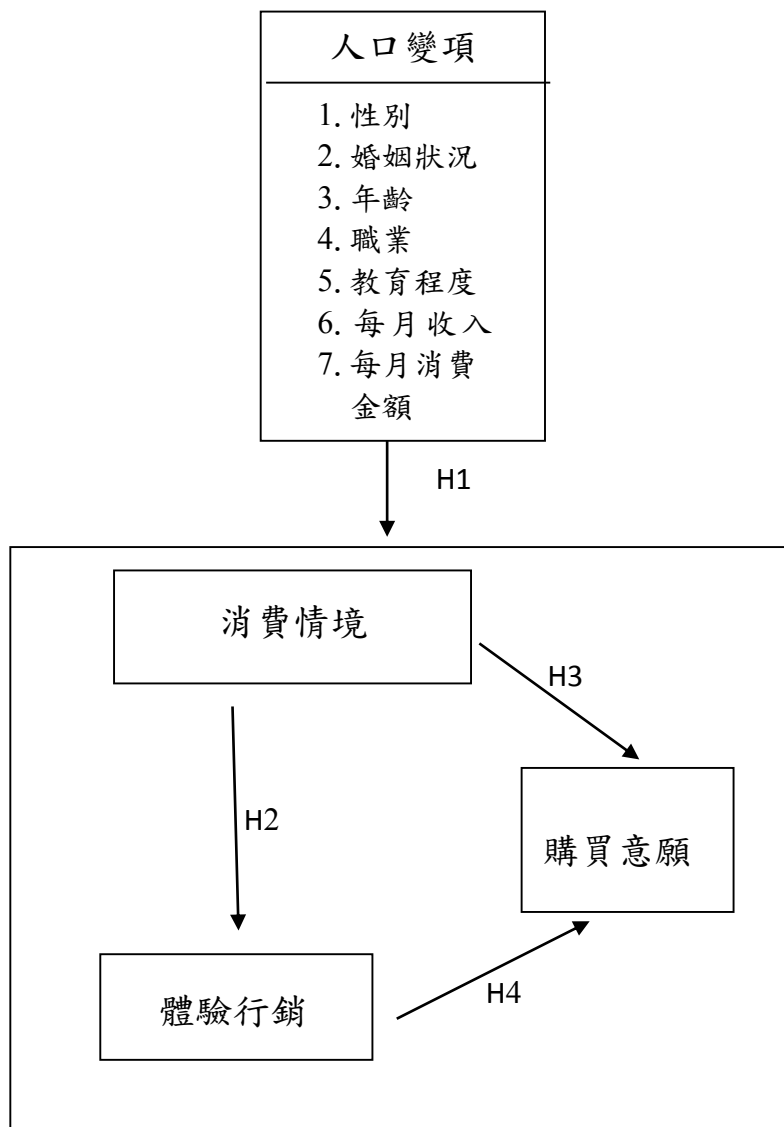 人口變項
1. 性別
2. 婚姻狀況
3. 年齡
4. 職業
5. 教育程度
6. 每月收入
7. 每月消費
金額
H1
消費情境
H3
H2
購買意願
體驗行銷
H4